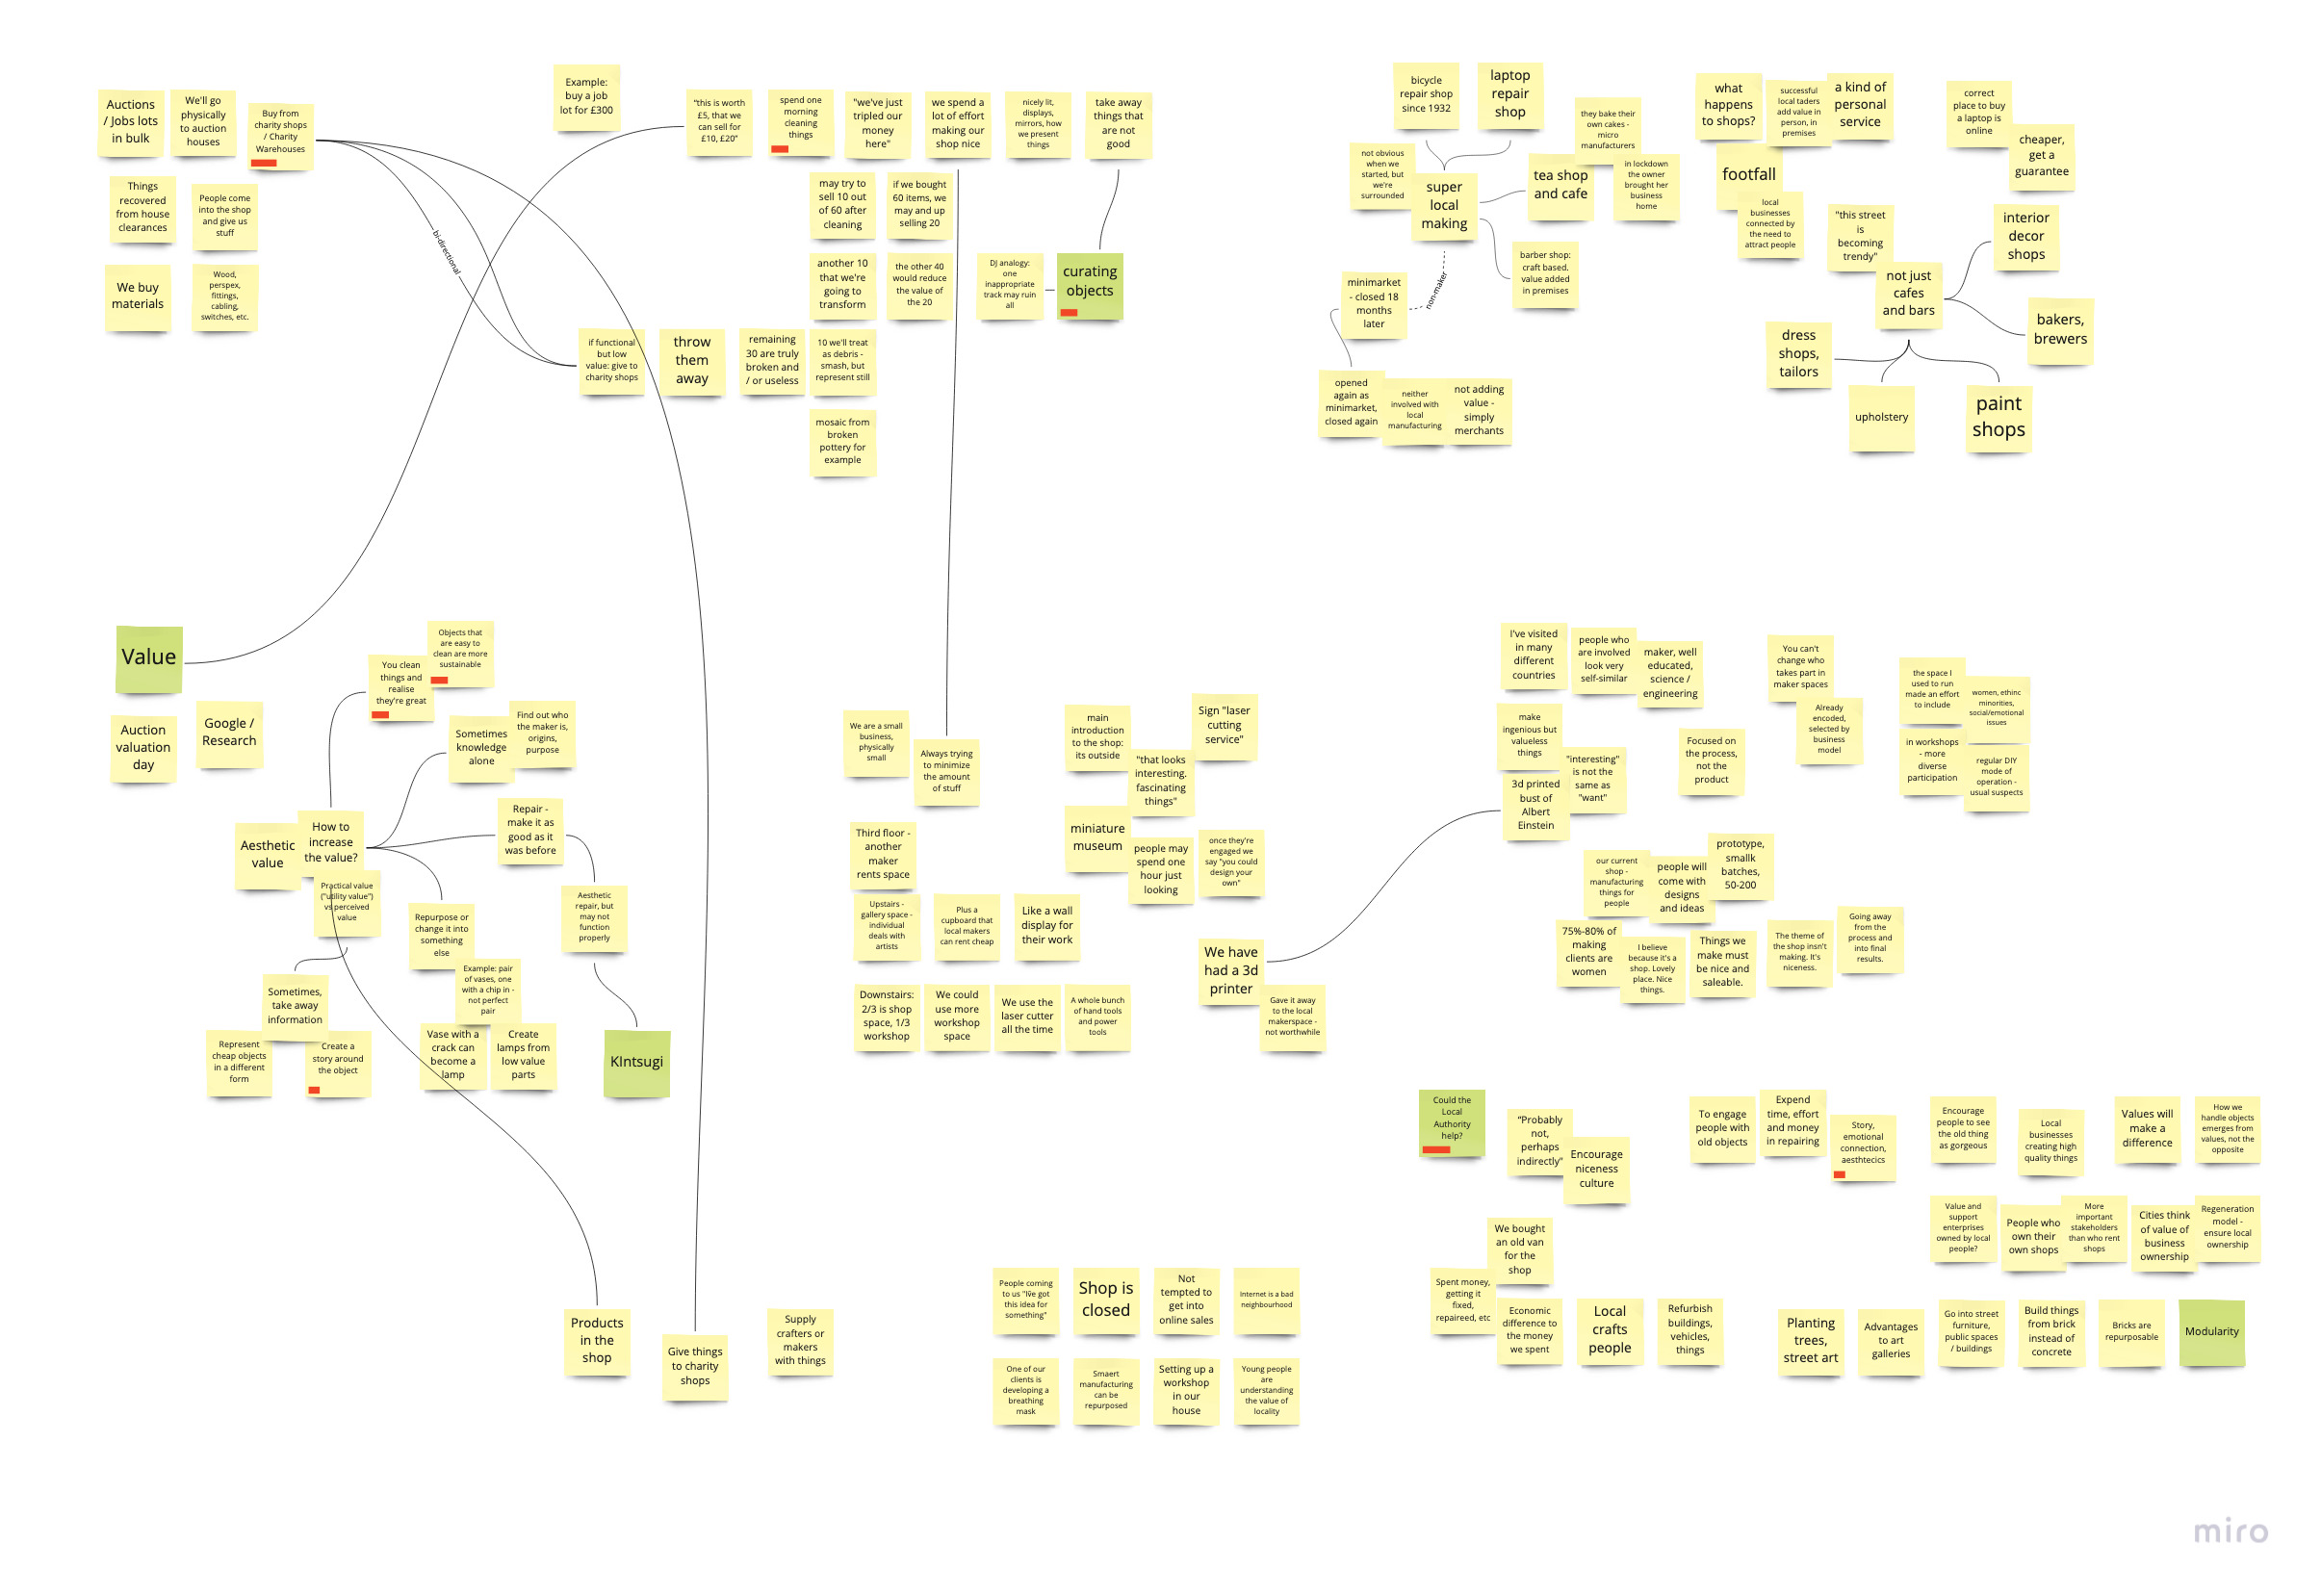 Auctions
/ Jobs lots
in bulk
We'll go
physically
to auction
houses
Buy from
charity shops
/ Charity
Warehouses
Things
recovered
from house
clearances
People come
into the shop
and give us
stuff
We buy
materials
Wood,
perspex,
fittings,
cabling,
switches, etc.
bi-directional
Example:
buy a job
lot for £300
"this is worth
£5, that we
can sell for
£10, £20"
spend one
morning
cleaning
things
"we've just
tripled our
money
here"
we spend a
lot of effort
making our
shop nice
nicely lit,
displays,
mirrors, how
we present
things
take away
things that
are not
good
may try to
sell 10 out
of 60 after
cleaning
if we bought
60 items, we
may and up
selling 20
another 10
that we're
going to
transform
the other 40
would reduce
the value of
the 20
DJ analogy:
one
inappropriate
track may ruin
all
curating
objects
if functional
but low
value: give to
charity shops
throw
them
away
remaining
30 are truly
broken and
/ or useless
10 we'll treat
as debris -
smash, but
represent still
mosaic from
broken
pottery for
example
bicycle
repair shop
since 1932
laptop
repair
shop
they bake their
own cakes -
micro
manufacturers
not obvious
when we
started, but
we're
surrounded
super
local
making
tea shop
and cafe
in lockdown
the owner
brought her
business
home
barber shop:
craft based.
value added
in premises
non-maker
minimarket
- closed 18
months
later
opened
again as
minimarket,
closed again
neither
involved with
local
manufacturing
not adding
value -
simply
merchants
what
happens
to shops?
successful
local taders
add value in
person, in
premises
a kind of
personal
service
correct
place to buy
a laptop is
online
cheaper,
get a
guarantee
footfall
local
businesses
connected by
the need to
attract people
"this street
is
becoming
trendy"
not just
cafes
and bars
interior
decor
shops
bakers,
brewers
dress
shops,
tailors
upholstery
paint
shops
Value
Auction
valuation
day
Google /
Research
You clean
things and
realise
they're great
Objects that
are easy to
clean are more
sustainable
Sometimes
knowledge
alone
Find out who
the maker is,
origins,
purpose
Aesthetic
value
How to
increase
the value?
Repair -
make it as
good as it
was before
Practical value
("utility value")
vs perceived
value
Repurpose or
change it into
something
else
Aesthetic
repair, but
may not
function
properly
Sometimes,
take away
information
Example: pair
of vases, one
with a chip in -
not perfect
pair
Represent
cheap objects
in a different
form
Create a
story around
the object
Vase with a
crack can
become a
lamp
Create
lamps from
low value
parts
KIntsugi
We are a small
business,
physically
small
Always trying
to minimize
the amount
of stuff
main
introduction
to the shop:
its outside
Sign "laser
cutting
service"
"that looks
interesting.
fascinating
things"
Third floor -
another
maker
rents space
miniature
museum
people may
spend one
hour just
looking
once they're
engaged we
say "you could
design your
own"
Upstairs -
gallery space -
individual
deals with
artists
Plus a
cupboard that
local makers
can rent cheap
Like a wall
display for
their work
Downstairs:
2/3 is shop
space, 1/3
workshop
We could
use more
workshop
space
We use the
laser cutter
all the time
A whole bunch
of hand tools
and power
tools
We have
had a 3d
printer
Gave it away
to the local
makerspace -
not worthwhile
I've visited
in many
different
countries
people who
are involved
look very
self-similar
maker, well
educated,
science /
engineering
make
ingenious but
valueless
things
"interesting"
is not the
same as
"want"
3d printed
bust of
Albert
Einstein
Focused on
the process,
not the
product
You can't
change who
takes part in
maker spaces
Already
encoded,
selected by
business
model
the space I
used to run
made an effort
to include
women, ethinc
minorities,
social/emotional
issues
in workshops
- more
diverse
participation
regular DIY
mode of
operation -
usual suspects
our current
shop -
manufacturing
things for
people
people will
come with
designs
and ideas
prototype,
smallk
batches,
50-200
75%-80% of
making
clients are
women
I believe
because it's a
shop. Lovely
place. Nice
things.
Things we
make must
be nice and
saleable.
The theme of
the shop insn't
making. It's
niceness.
Going away
from the
process and
into final
results.
Could the
Local
Authority
help?
"Probably
not,
perhaps
indirectly"
Encourage
niceness
culture
To engage
people with
old objects
Expend
time, effort
and money
in repairing
Story,
emotional
connection,
aesthtecics
Encourage
people to see
the old thing
as gorgeous
Local
businesses
creating high
quality things
Values will
make a
difference
How we
handle objects
emerges from
values, not the
opposite
Value and
support
enterprises
owned by local
people?
People who
own their
own shops
More
important
stakeholders
than who rent
shops
Cities think
of value of
business
ownership
Regeneration
model -
ensure local
ownership
We bought
an old van
for the
shop
Spent money,
getting it
fixed,
repaireed, etc
Economic
difference to
the money
we spent
Local
crafts
people
Refurbish
buildings,
vehicles,
things
Planting
trees,
street art
Advantages
to art
galleries
Go into street
furniture,
public spaces
/ buildings
Build things
from brick
instead of
concrete
Bricks are
repurposable
Modularity
Products
in the
shop
Give things
to charity
shops
Supply
crafters or
makers
with things
People coming
to us "I've got
this idea for
something"
Shop is
closed
Not
tempted to
get into
online sales
Internet is a bad
neighbourhood
One of our
clients is
developing a
breathing
mask
Smaert
manufacturing
can be
repurposed
Setting up a
workshop
in our
house
Young people
are
understanding
the value of
locality
miro